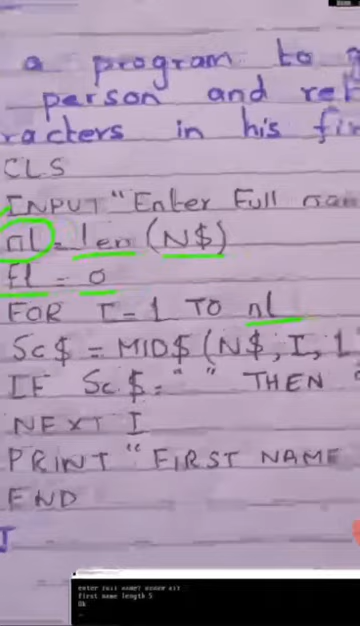 a program to
person and ret
racters in his fir
CLS
INPUT "Enter Full nam
nl = len (N$)
fl = 0
FOR I = 1 TO nl
Sc$ = MID$ (N$, I, 1
IF Sc$ = " " THEN
NEXT I
PRINT "FIRST NAME
END
first name length 5
Ok